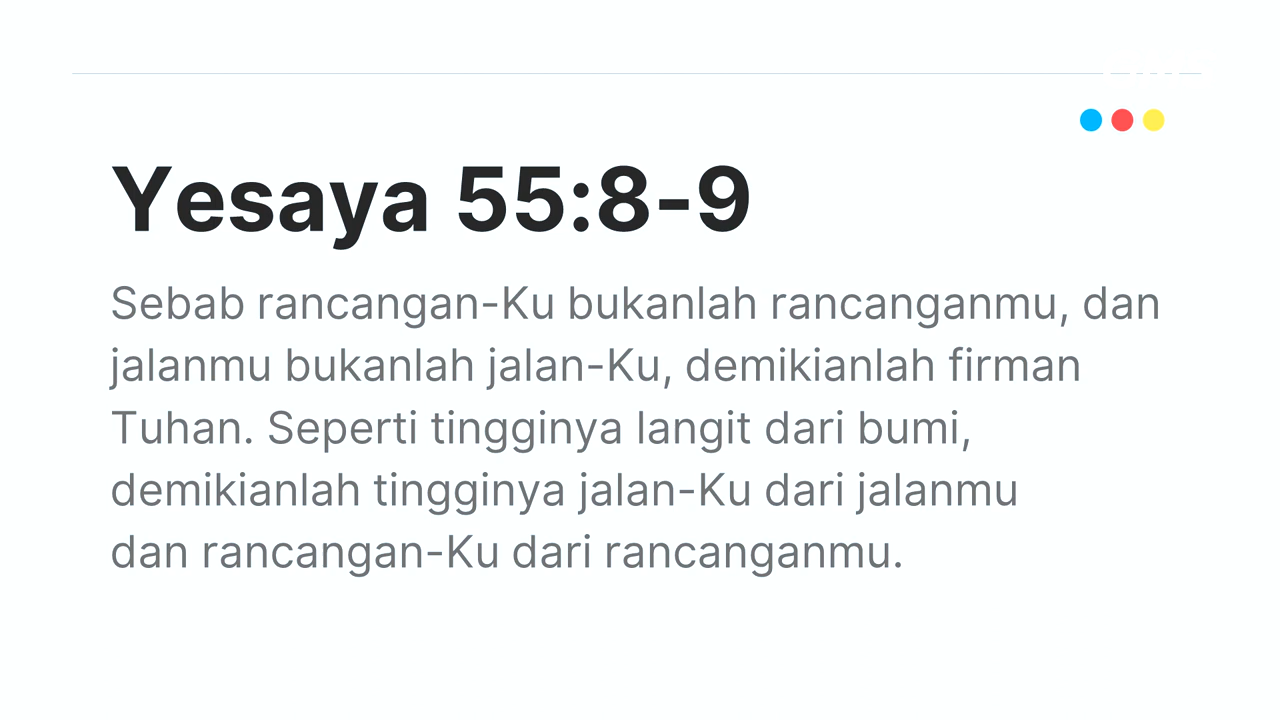 Yesaya 55:8-9
Sebab rancangan-Ku bukanlah rancanganmu, dan
jalanmu bukanlah jalan-Ku, demikianlah firman
Tuhan. Seperti tingginya langit dari bumi,
demikianlah tingginya jalan-Ku dari jalanmu
dan rancangan-Ku dari rancanganmu.